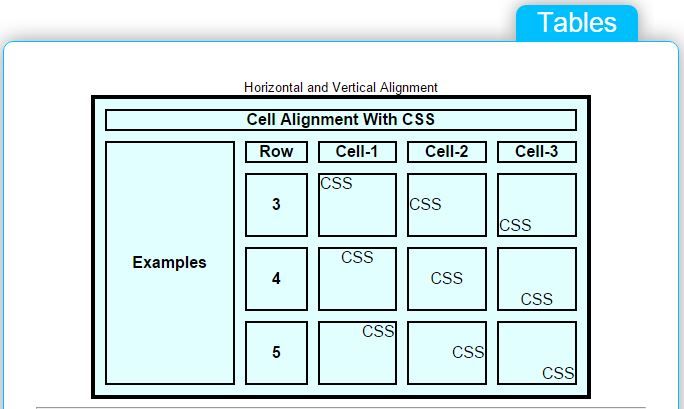 Tables
Horizontal and Vertical Alignment
Cell Alignment With CSS
Examples
Row Cell-1 Cell-2 Cell-3
3 CSS CSS CSS
4 CSS CSS CSS
5 CSS CSS CSS